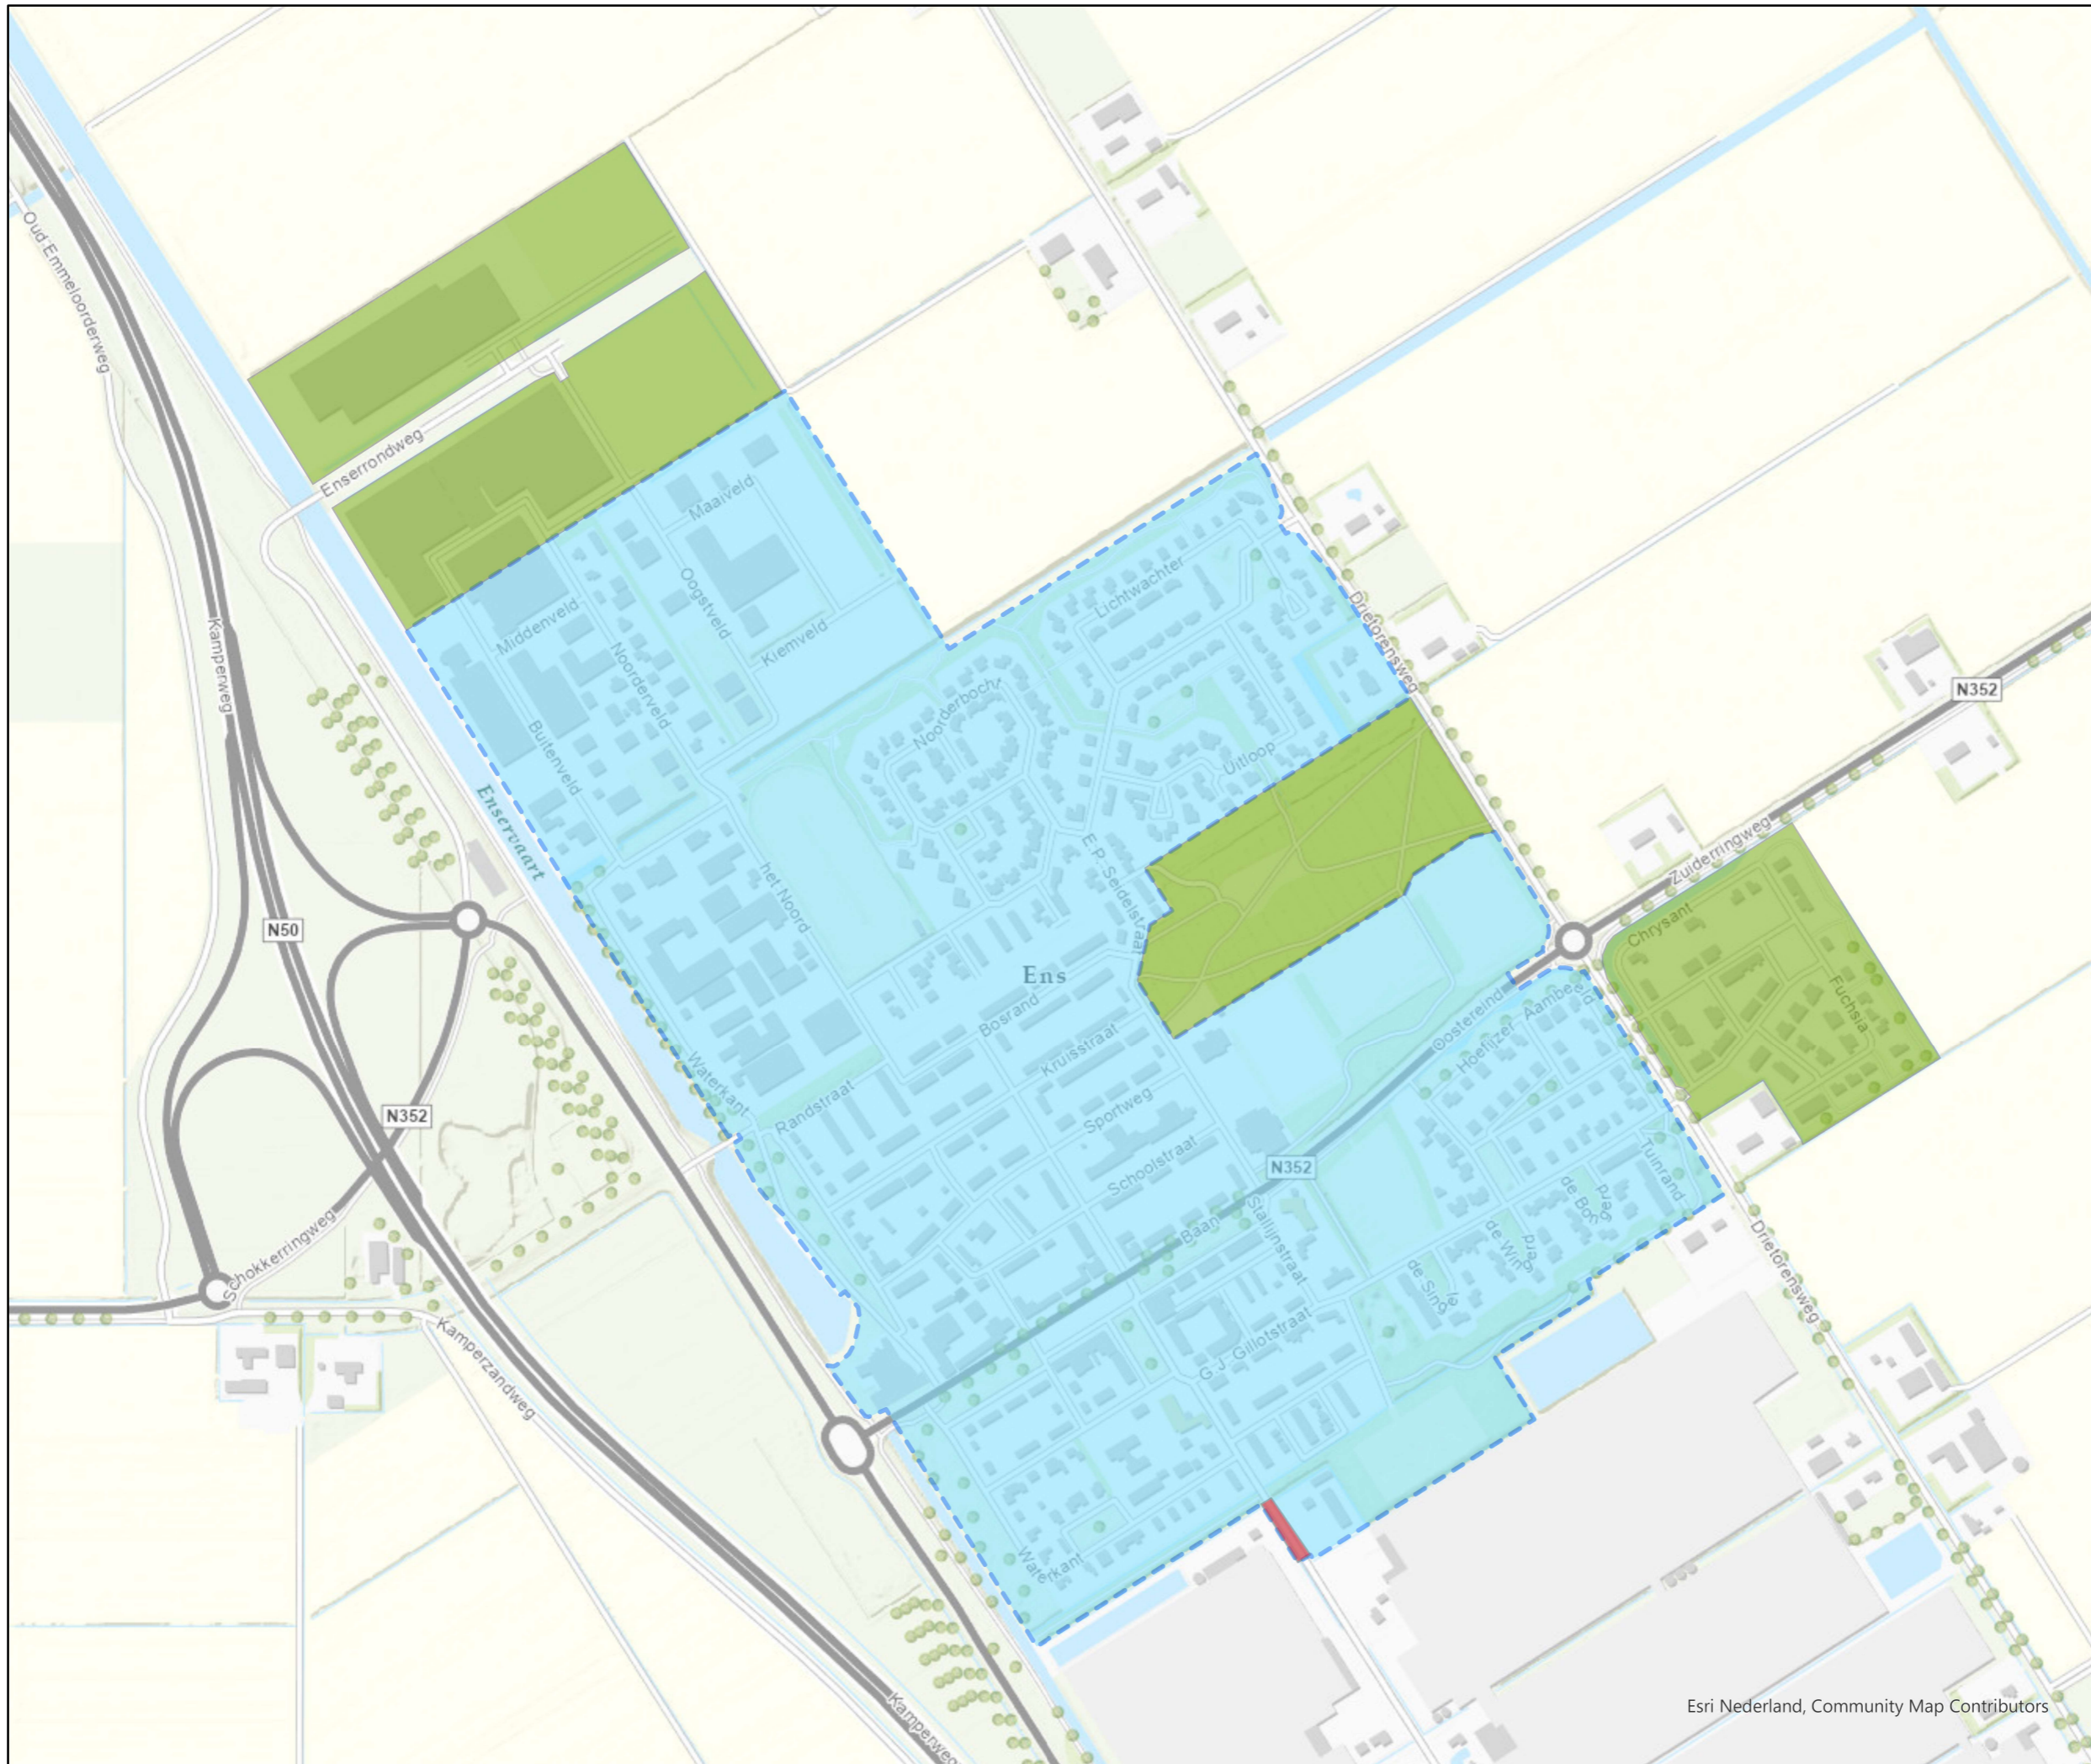 Oud Emmeloorderweg
Enserrondweg
Maaiveld
Oogstveld
Middenveld
Kiemveld
Noorderveld
Lichtwachter
Drietorensweg
Kamperweg
Buitenveld
Noorderbocht
Uitloop
N352
Enservaart
E P Seidelstraat
Zuiderringweg
het Noord
N50
Chrysant
Fuchsia
Ens
Bosrand
Oostereind
Hoefijzer
Aambeeld
Kruisstraat
Waterkant
Randstraat
N352
Sportweg
Schoolstraat
N352
Tuinrand
de Bongerd
Schokkerringweg
Baan
Stalijnstraat
de Wingerd
Drietorensweg
de Singel
Kamperzandweg
G J Gillotstraat
Waterkant
Kamperweg
Esri Nederland, Community Map Contributors